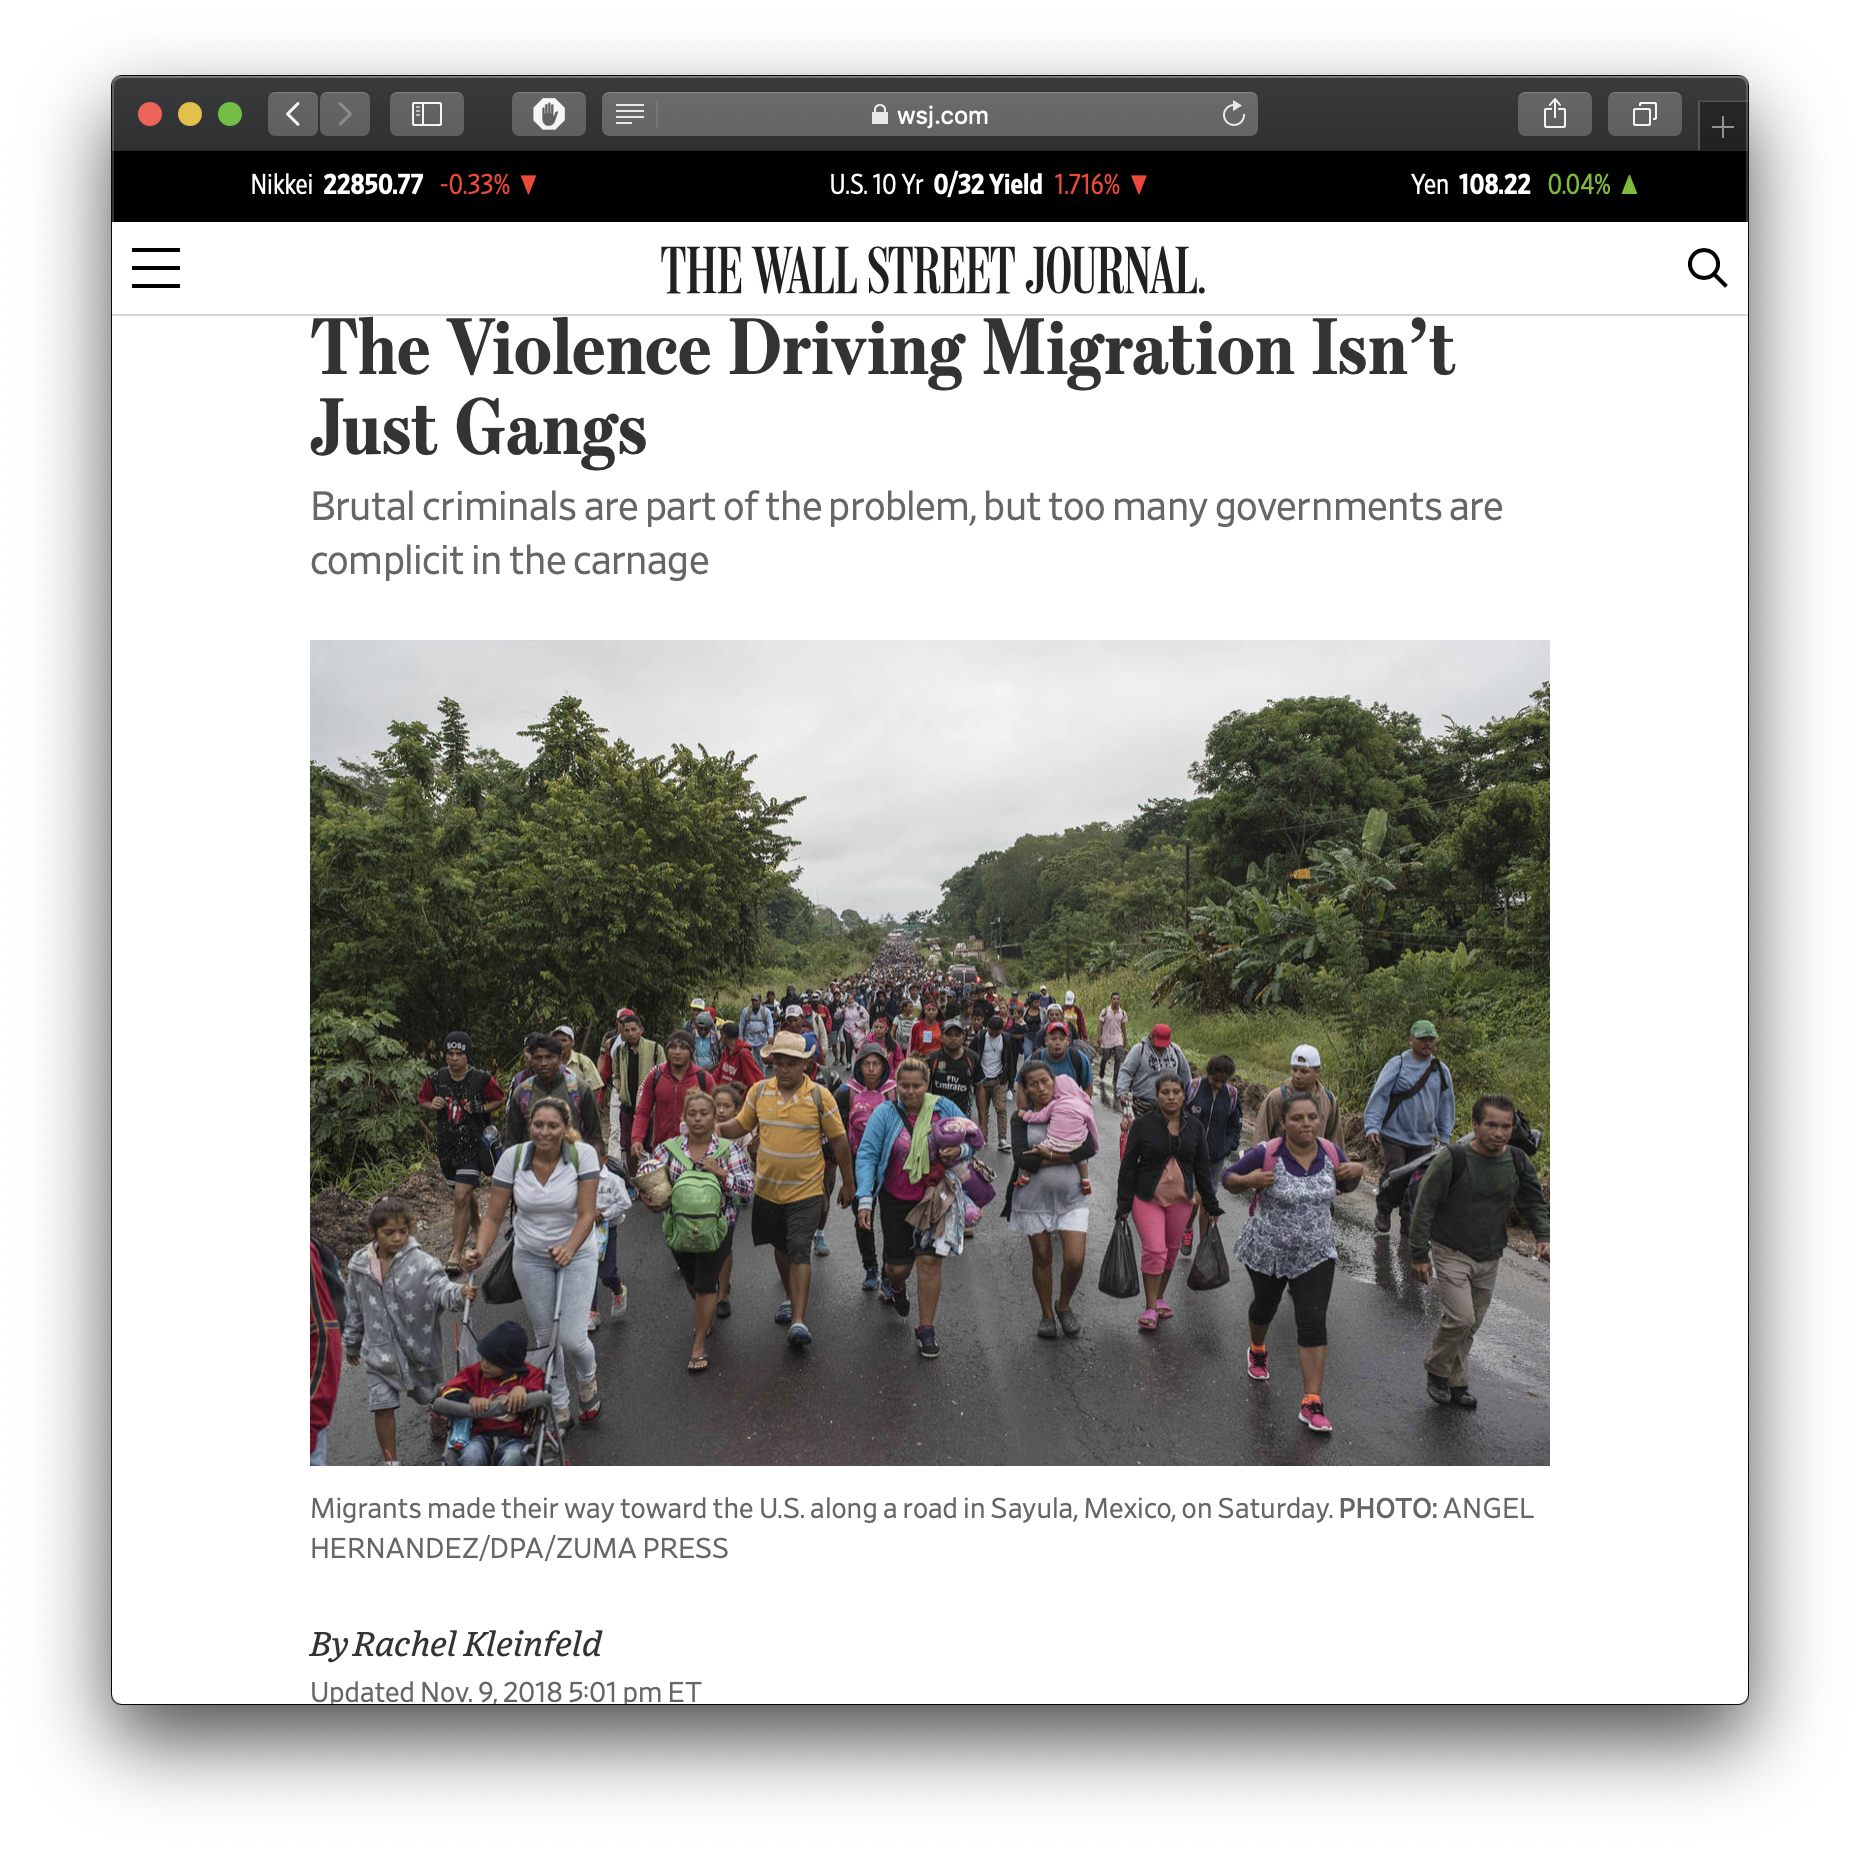 wsj.com
Nikkei 22850.77 -0.33% ▼ U.S. 10 Yr 0/32 Yield 1.716% ▼ Yen 108.22 0.04% ▲
THE WALL STREET JOURNAL.
The Violence Driving Migration Isn’t
Just Gangs
Brutal criminals are part of the problem, but too many governments are
complicit in the carnage
BOSS
Fly
Emirates
Migrants made their way toward the U.S. along a road in Sayula, Mexico, on Saturday. PHOTO: ANGEL
HERNANDEZ/DPA/ZUMA PRESS
By Rachel Kleinfeld
Updated Nov. 9, 2018 5:01 pm ET